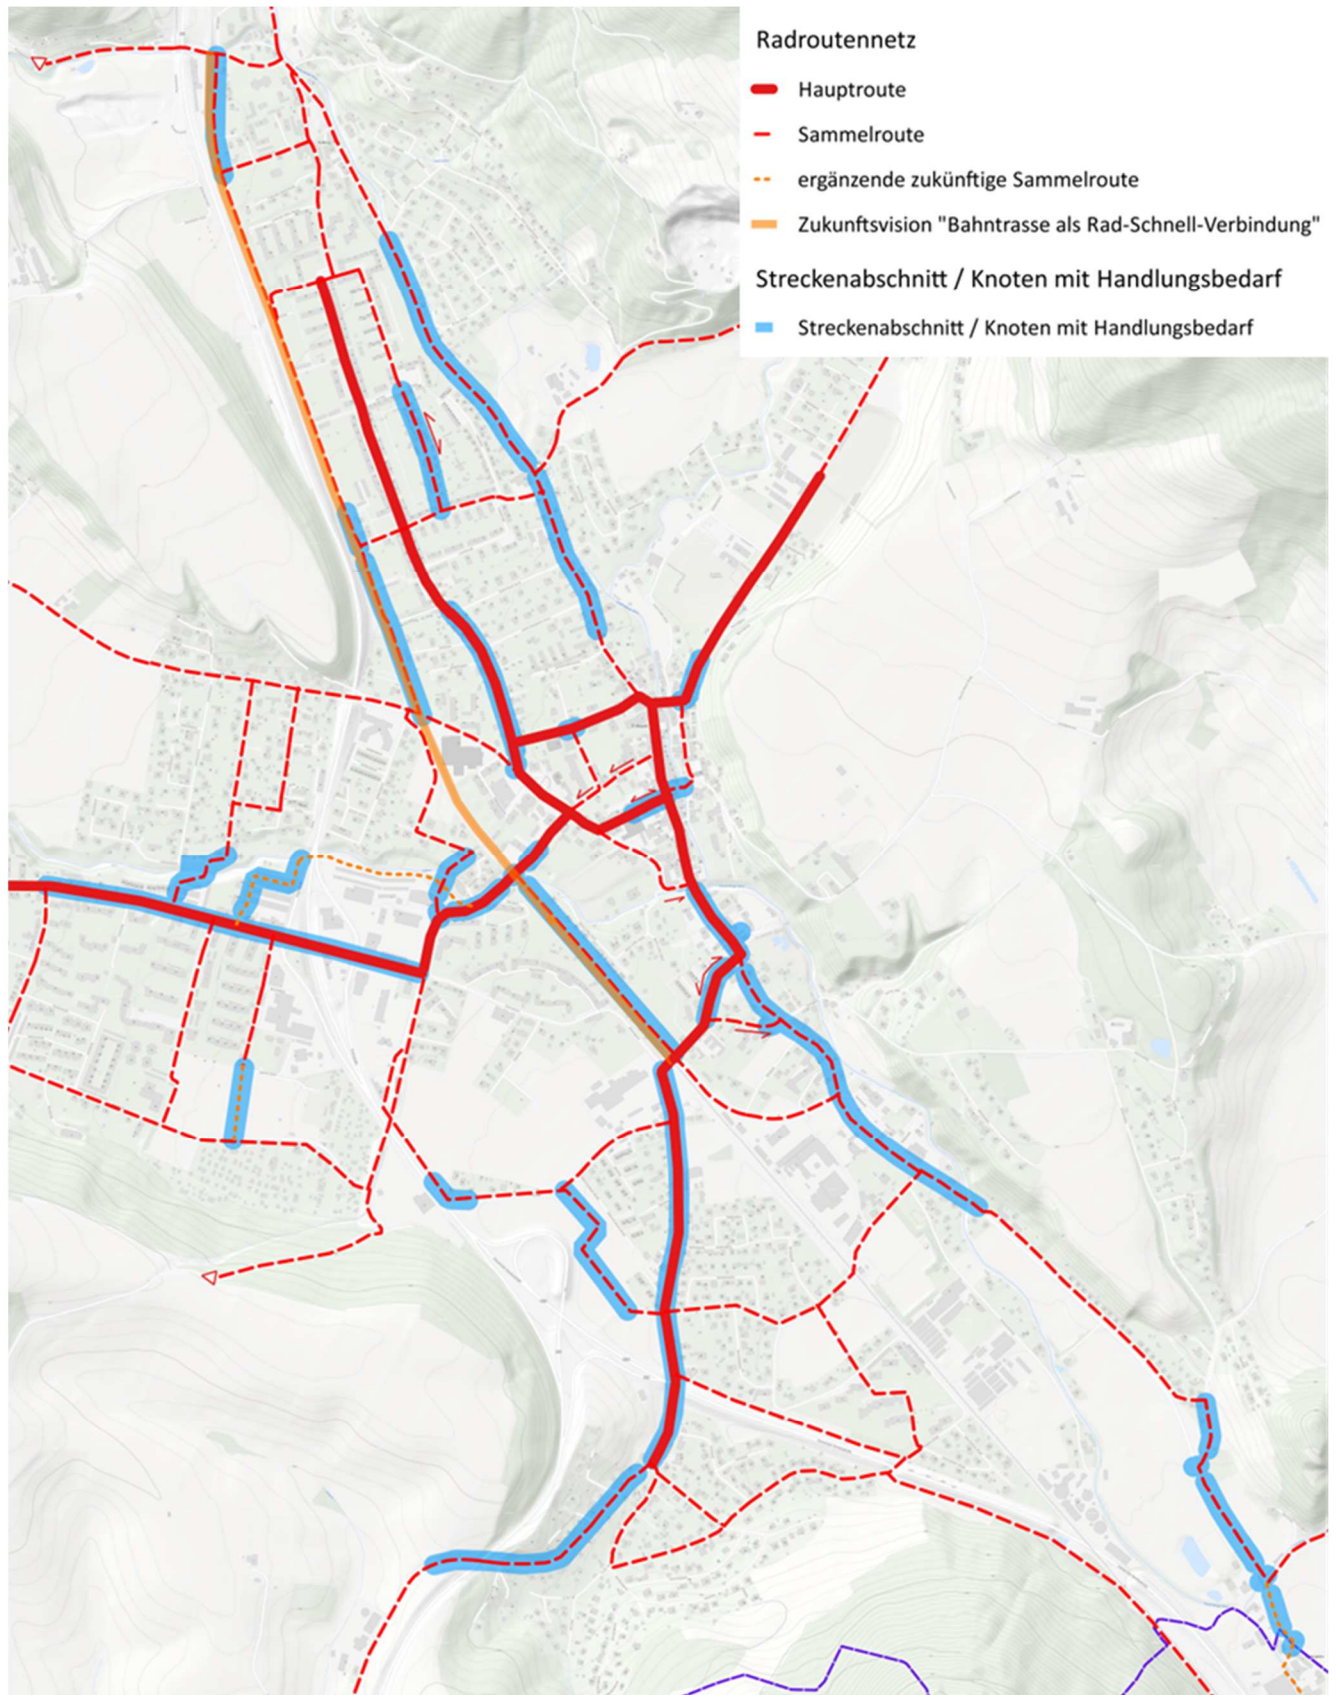 Radroutennetz
Hauptroute
Sammelroute
ergänzende zukünftige Sammelroute
Zukunftsvision "Bahntrasse als Rad-Schnell-Verbindung"
Streckenabschnitt / Knoten mit Handlungsbedarf
Streckenabschnitt / Knoten mit Handlungsbedarf